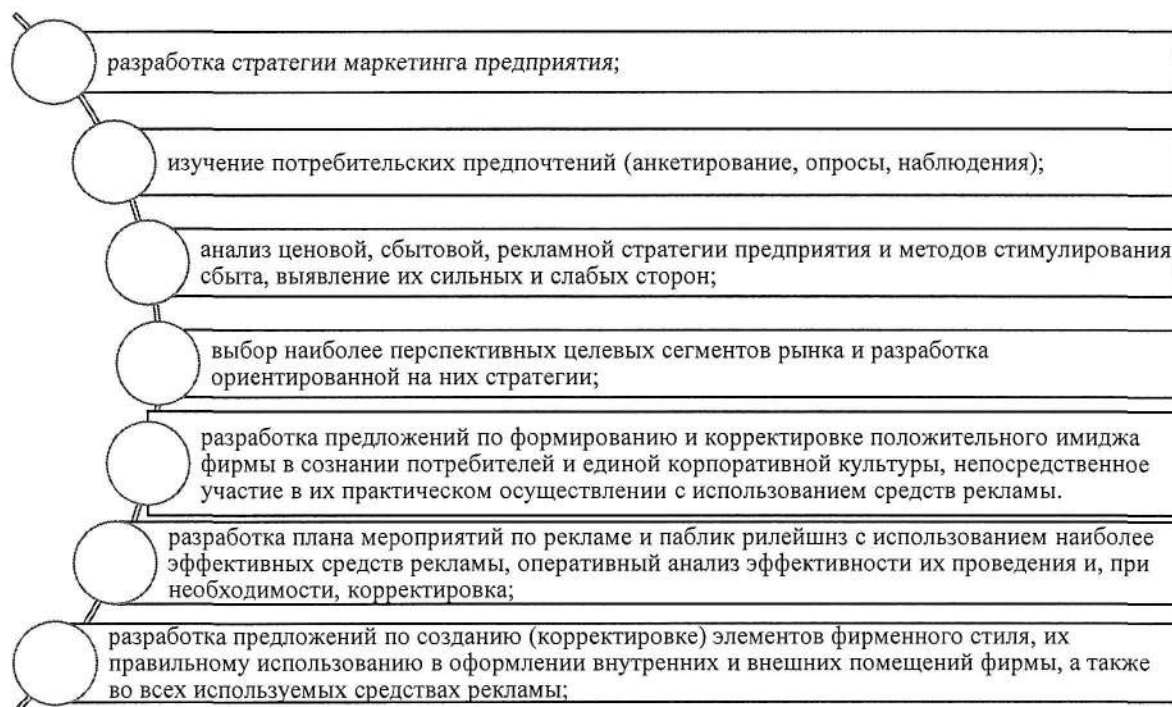 разработка стратегии маркетинга предприятия;
изучение потребительских предпочтений (анкетирование, опросы, наблюдения);
анализ ценовой, сбытовой, рекламной стратегии предприятия и методов стимулирования
сбыта, выявление их сильных и слабых сторон;
выбор наиболее перспективных целевых сегментов рынка и разработка
ориентированной на них стратегии;
разработка предложений по формированию и корректировке положительного имиджа
фирмы в сознании потребителей и единой корпоративной культуры, непосредственное
участие в их практическом осуществлении с использованием средств рекламы.
разработка плана мероприятий по рекламе и паблик рилейшнз с использованием наиболее
эффективных средств рекламы, оперативный анализ эффективности их проведения и, при
необходимости, корректировка;
разработка предложений по созданию (корректировке) элементов фирменного стиля, их
правильному использованию в оформлении внутренних и внешних помещений фирмы, а также
во всех используемых средствах рекламы;